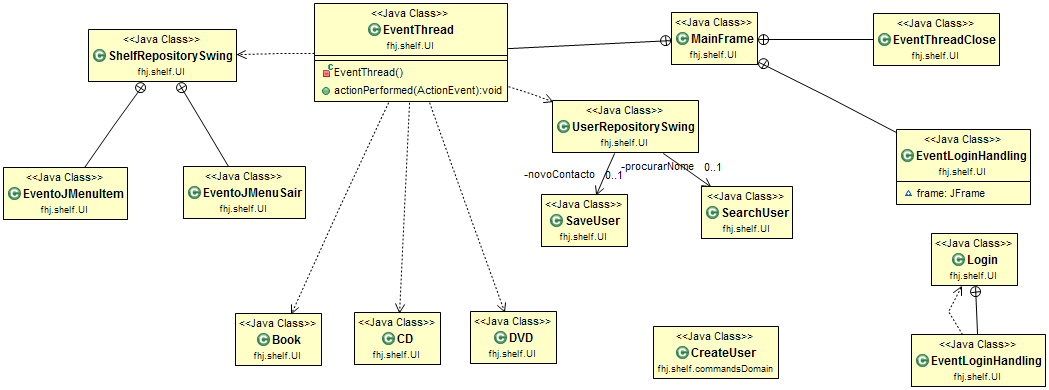 <<Java Class>>
ShelfRepositorySwing
fhj.shelf.UI
<<Java Class>>
EventThread
fhj.shelf.UI
EventThread()
actionPerformed(ActionEvent):void
<<Java Class>>
MainFrame
fhj.shelf.UI
<<Java Class>>
EventThreadClose
fhj.shelf.UI
<<Java Class>>
UserRepositorySwing
fhj.shelf.UI
<<Java Class>>
EventLoginHandling
fhj.shelf.UI
frame: JFrame
<<Java Class>>
EventoJMenuItem
fhj.shelf.UI
<<Java Class>>
EventoJMenuSair
fhj.shelf.UI
-novoContacto
0..1
-procurarNome
0..1
<<Java Class>>
SaveUser
fhj.shelf.UI
<<Java Class>>
SearchUser
fhj.shelf.UI
<<Java Class>>
Login
fhj.shelf.UI
<<Java Class>>
Book
fhj.shelf.UI
<<Java Class>>
CD
fhj.shelf.UI
<<Java Class>>
DVD
fhj.shelf.UI
<<Java Class>>
CreateUser
fhj.shelf.commandsDomain
<<Java Class>>
EventLoginHandling
fhj.shelf.UI